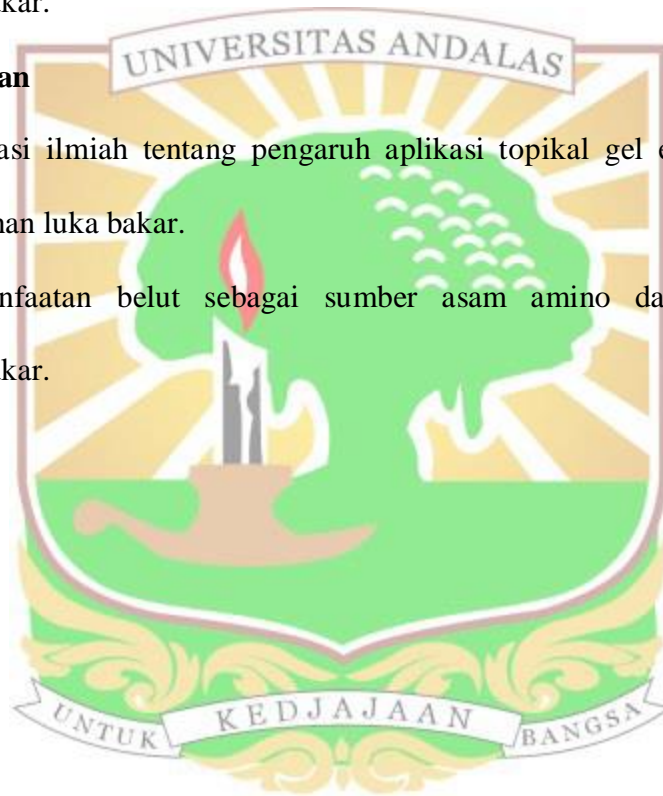 UNIVERSITAS ANDALAS
an
asi ilmiah tentang pengaruh aplikasi topikal gel
han luka bakar.
nfaatan belut sebagai sumber asam amino da
kar.
UNTUK KEDJAJAAN BANGSA